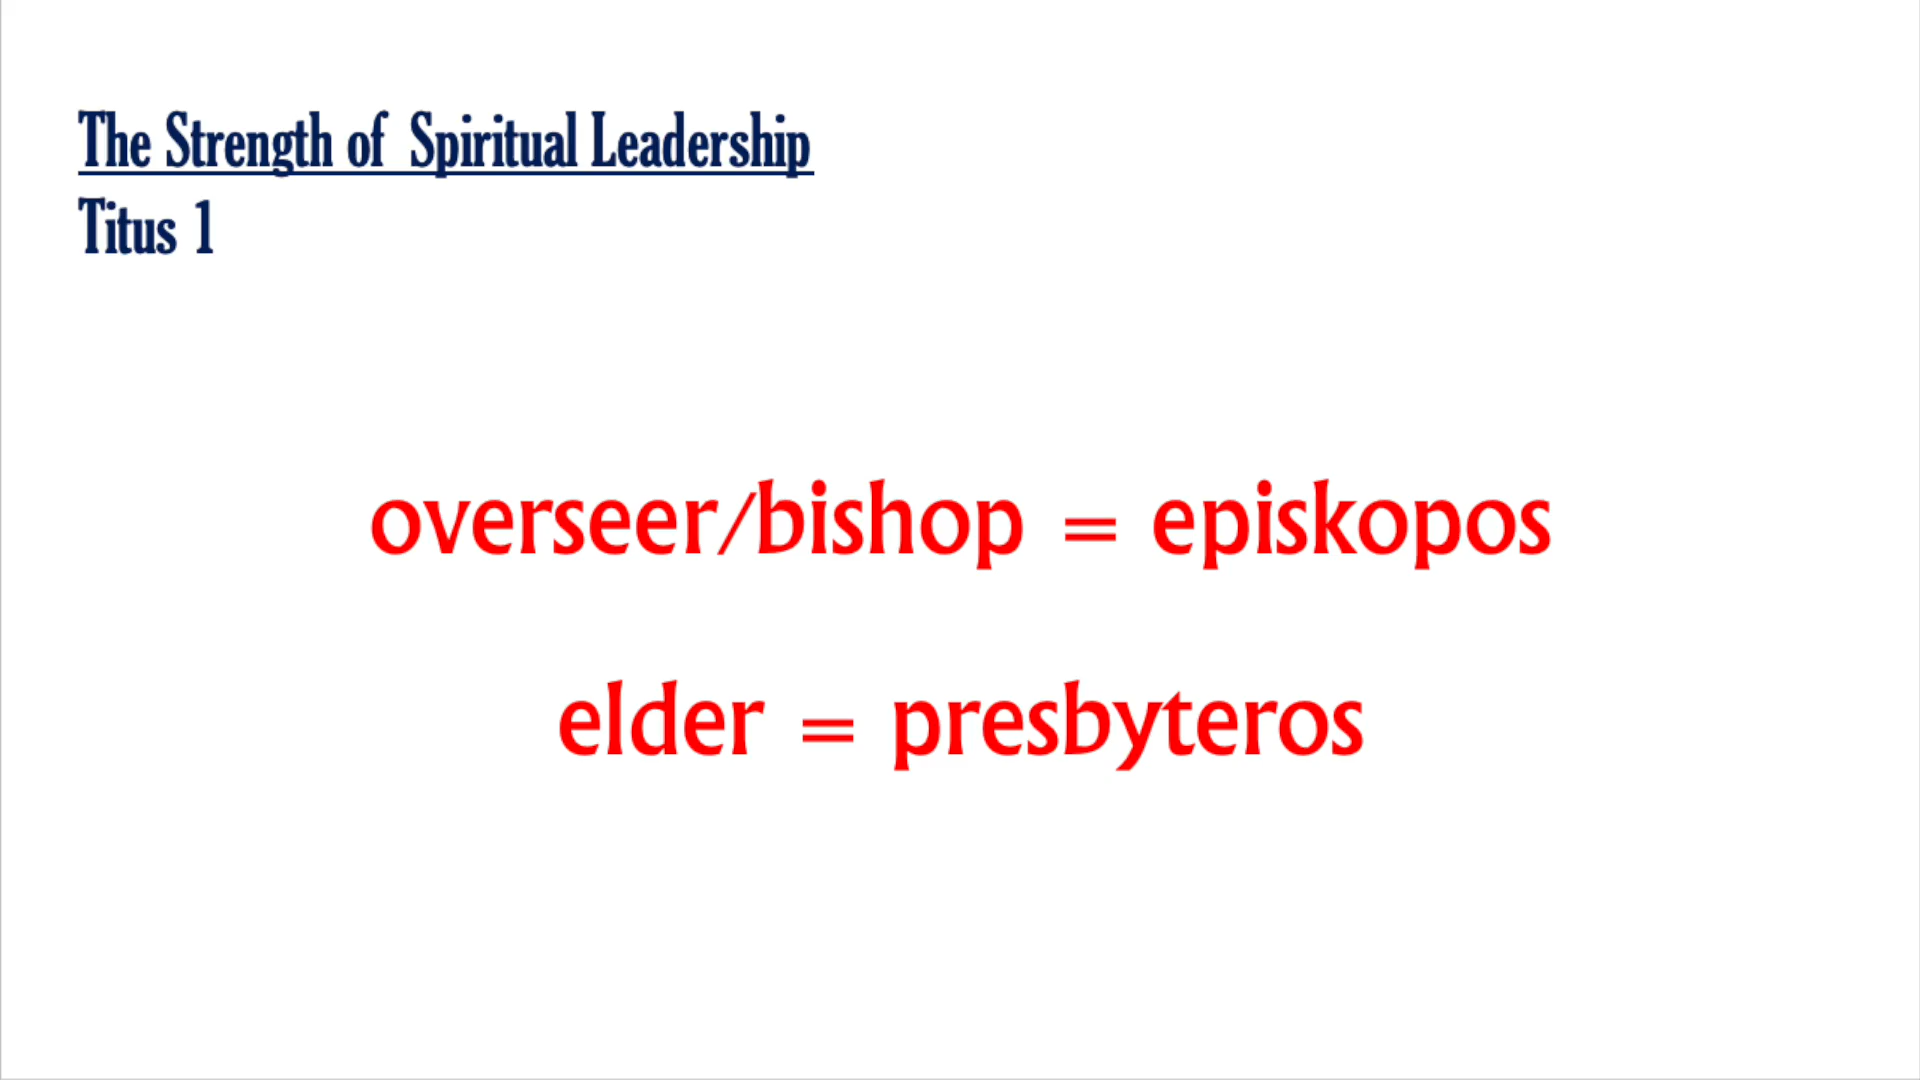 The Strength of  Spiritual Leadership
Titus 1
overseer/bishop = episkopos
elder = presbyteros